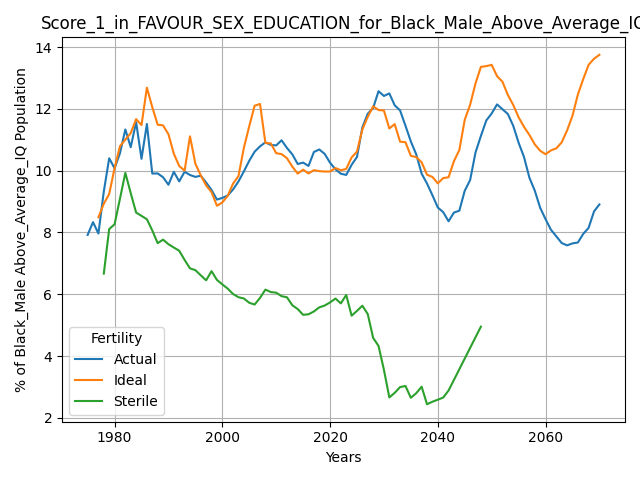 Score_1_in_FAVOUR_SEX_EDUCATION_for_Black_Male_Above_Average_IQ
14
12
10
8
6
4
2
% of Black_Male Above_Average_IQ Population
Fertility
Actual
Ideal
Sterile
1980
2000
2020
2040
2060
Years